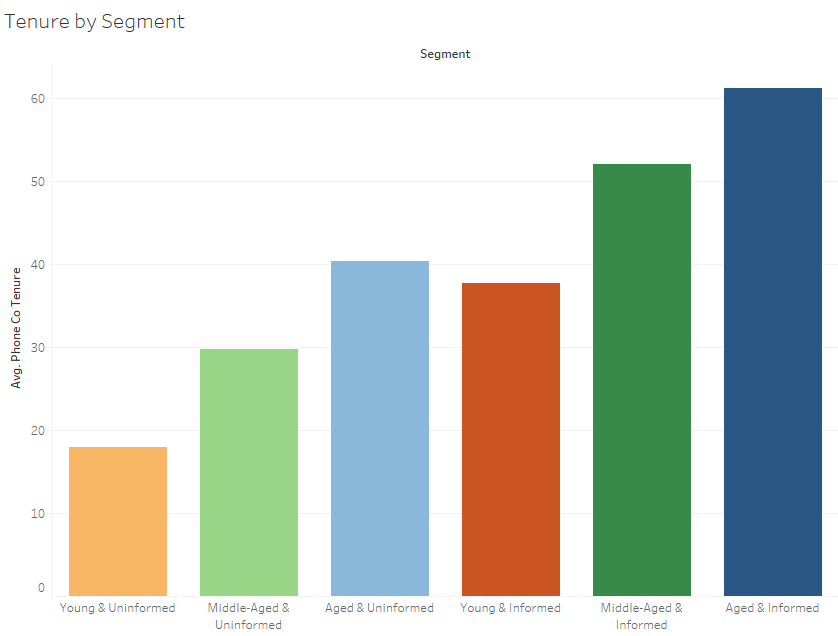 Tenure by Segment
Segment
Avg. Phone Co Tenure
60
50
40
30
20
10
0
Young & Uninformed
Middle-Aged &
Uninformed
Aged & Uninformed
Young & Informed
Middle-Aged &
Informed
Aged & Informed